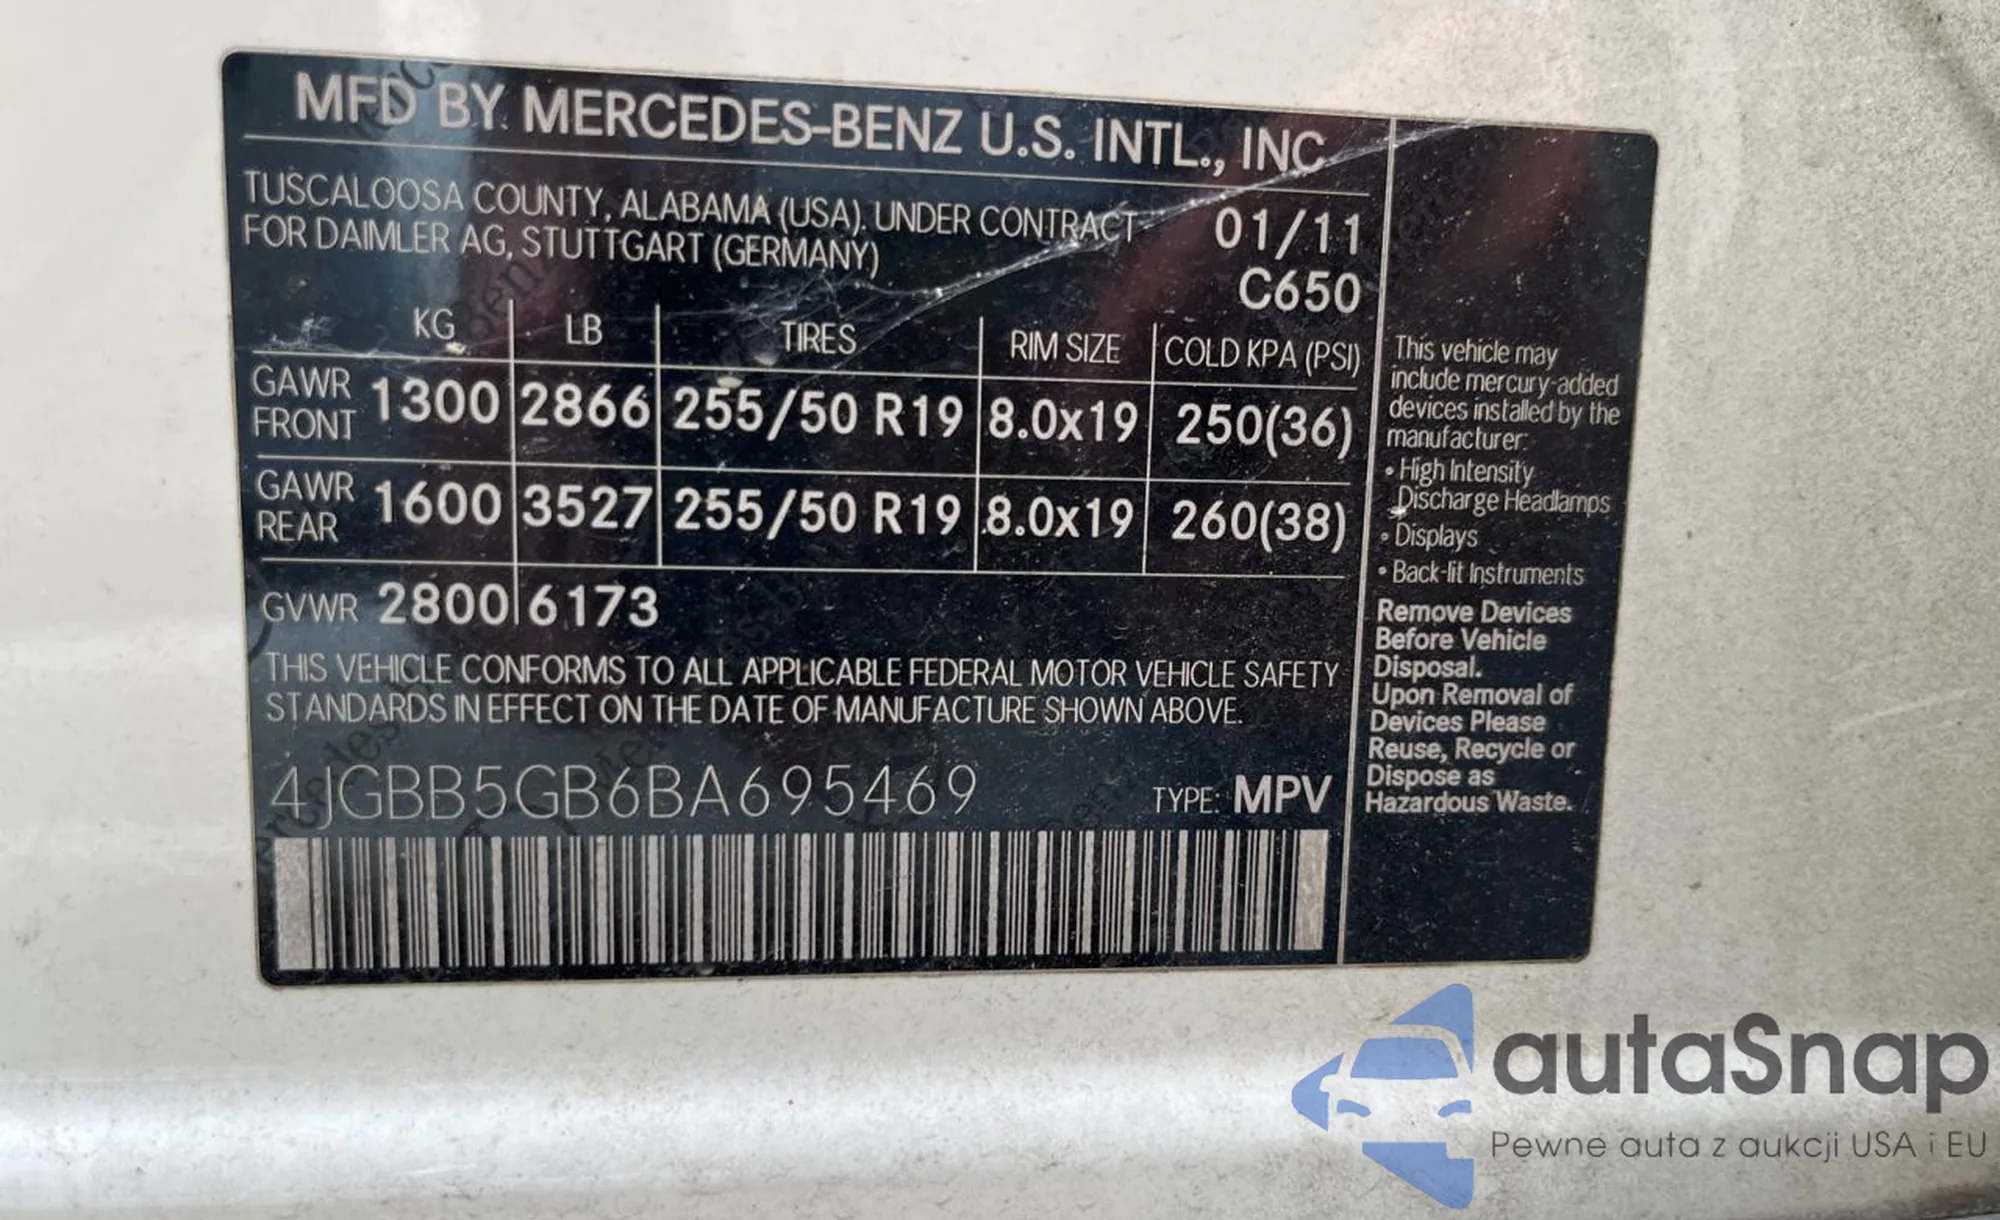 MFD BY MERCEDES-BENZ U.S. INTL., INC
TUSCALOOSA COUNTY, ALABAMA (USA). UNDER CONTRACT
FOR DAIMLER AG, STUTTGART (GERMANY)
01/11
C650
KG LB TIRES RIM SIZE COLD KPA (PSI)
GAWR FRONT 1300 2866 255/50 R19 8.0x19 250(36)
GAWR REAR 1600 3527 255/50 R19 8.0x19 260(38)
GVWR 2800 6173
THIS VEHICLE CONFORMS TO ALL APPLICABLE FEDERAL MOTOR VEHICLE SAFETY
STANDARDS IN EFFECT ON THE DATE OF MANUFACTURE SHOWN ABOVE.
4JGBB5GB6BA695469
TYPE: MPV
This vehicle may
include mercury-added
devices installed by the
manufacturer:
• High Intensity
Discharge Headlamps
• Displays
• Back-lit Instruments
Remove Devices
Before Vehicle
Disposal.
Upon Removal of
Devices Please
Reuse, Recycle or
Dispose as
Hazardous Waste.
autaSnap
Pewne auta z aukcji USA i EU